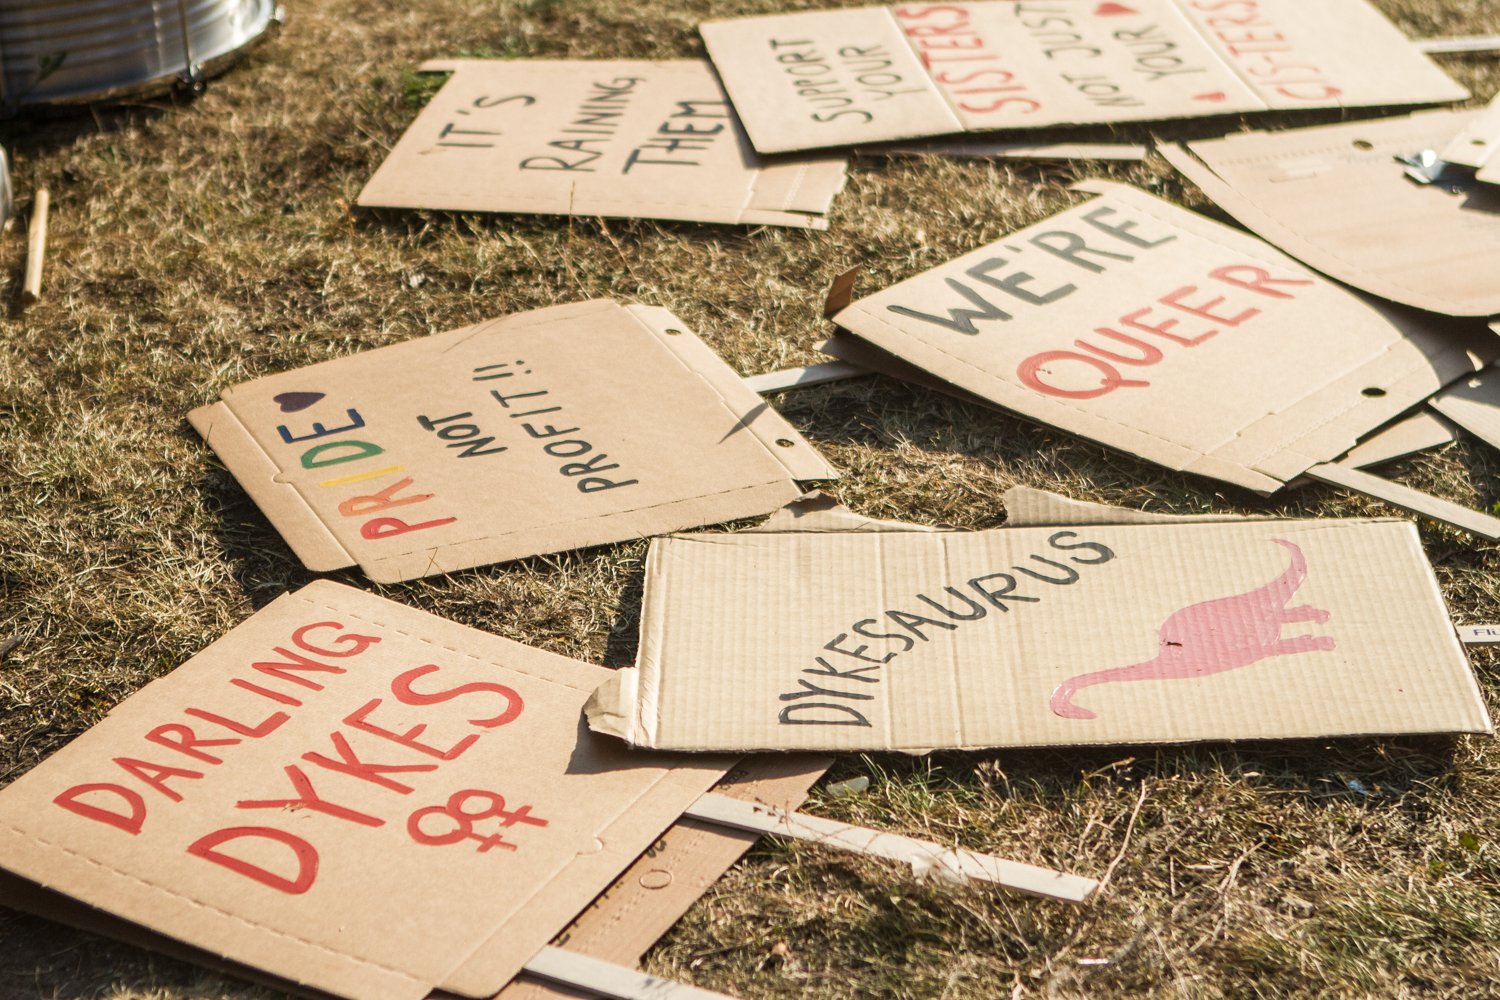 IT'S
RAINING
THEM
SUPPORT
YOUR
SISTERS
NOT JUST
YOUR
CIS-TERS
WE'RE
QUEER
PRIDE
NOT
PROFIT!!
DYKESAURUS
DARLING
DYKES